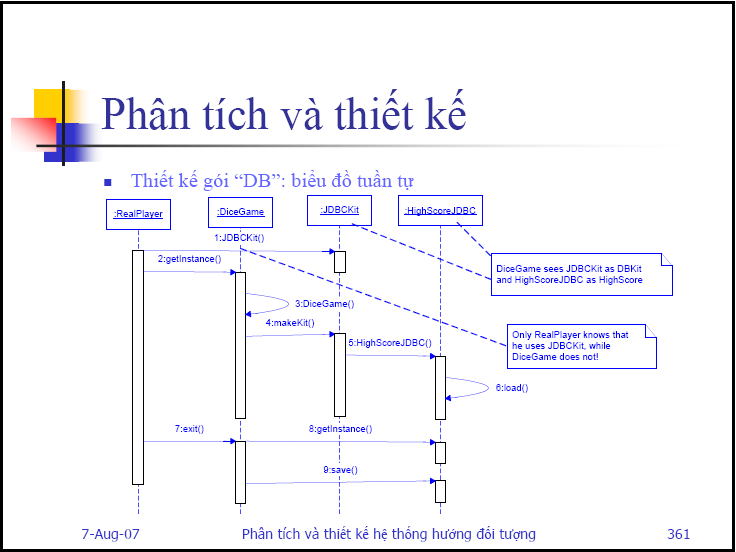 Phân tích và thiết kế
Thiết kế gói “DB”: biểu đồ tuần tự
:RealPlayer
:DiceGame
:JDBCKit
:HighScoreJDBC
1:JDBCKit()
2:getInstance()
DiceGame sees JDBCKit as DBKit
and HighScoreJDBC as HighScore
3:DiceGame()
4:makeKit()
Only RealPlayer knows that
he uses JDBCKit, while
DiceGame does not!
5:HighScoreJDBC()
6:load()
7:exit()
8:getInstance()
9:save()
7-Aug-07
Phân tích và thiết kế hệ thống hướng đối tượng
361